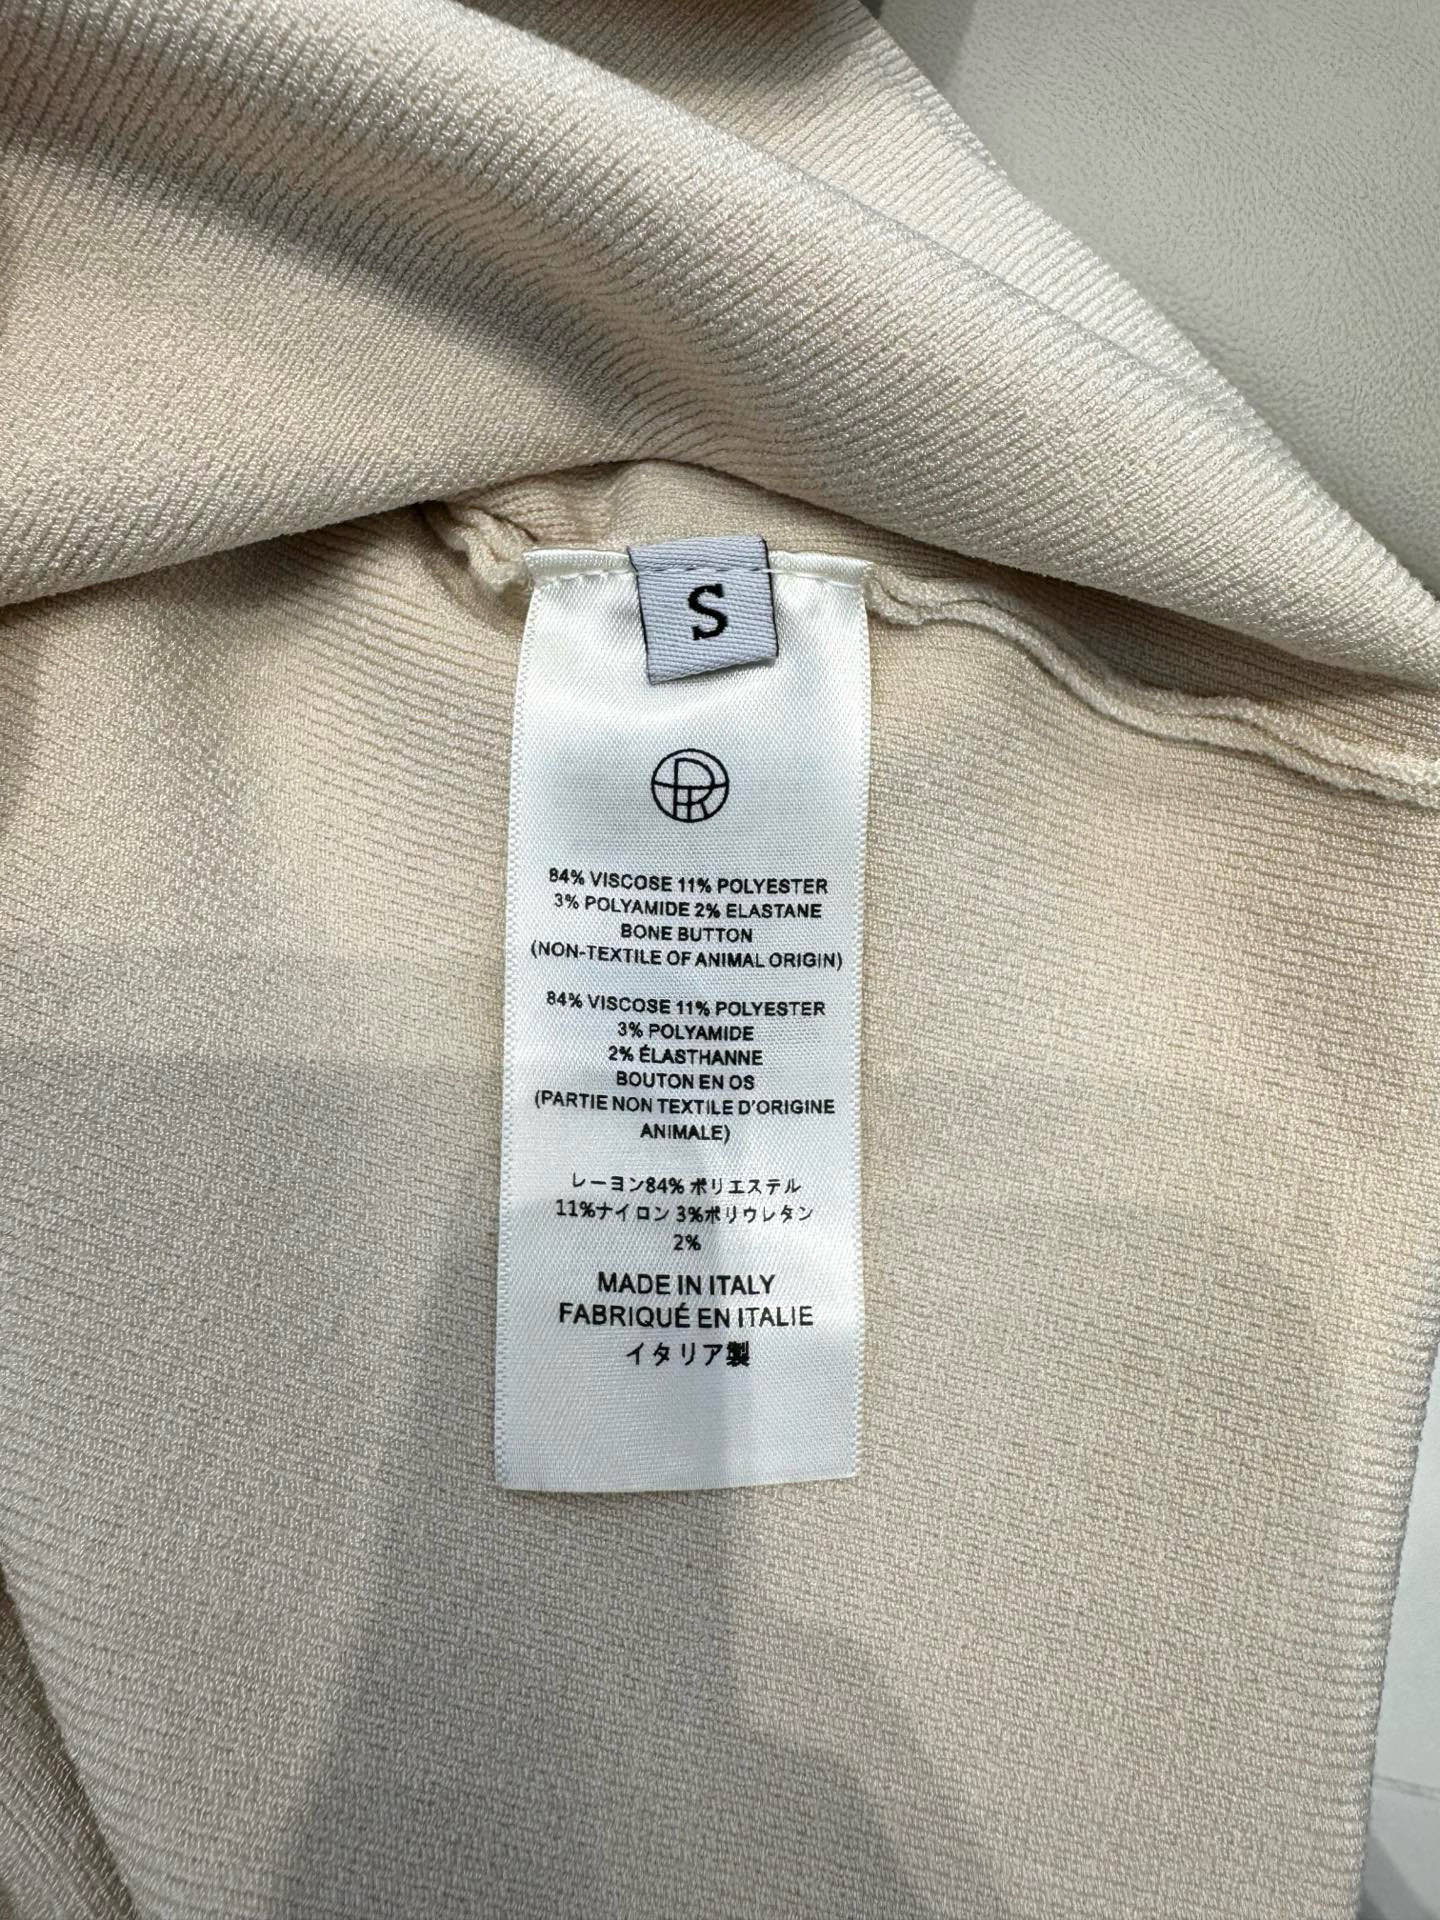 S
84% VISCOSE 11% POLYESTER
3% POLYAMIDE 2% ELASTANE
BONE BUTTON
(NON-TEXTILE OF ANIMAL ORIGIN)
84% VISCOSE 11% POLYESTER
3% POLYAMIDE
2% ÉLASTHANNE
BOUTON EN OS
(PARTIE NON TEXTILE D'ORIGINE
ANIMALE)
レーヨン84% ポリエステル
11%ナイロン 3%ポリウレタン
2%
MADE IN ITALY
FABRIQUÉ EN ITALIE
イタリア製